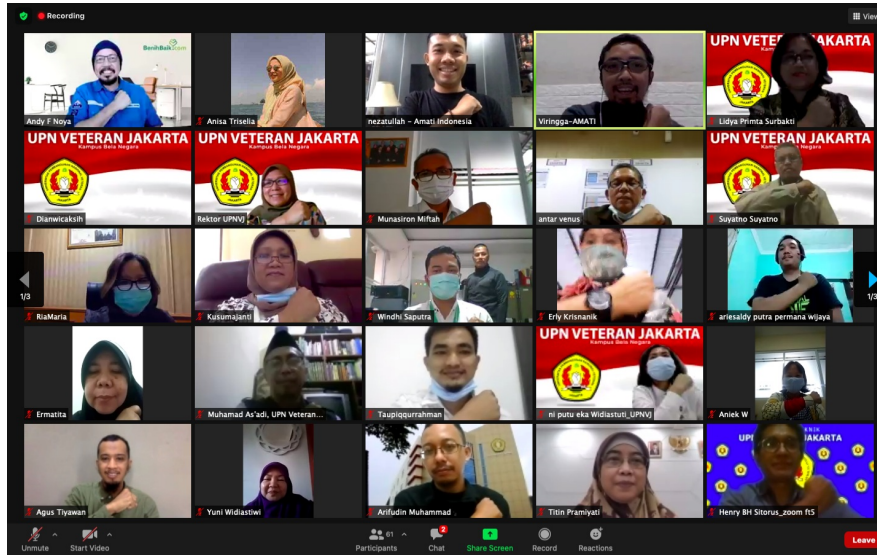 Recording
View
BenihBaik.com
Andy F Noya
Anisa Triselia
nezatullah - Amati Indonesia
Viringga-AMATI
UPN VETERAN JAKARTA
Lidya Primta Surbakti
UPN VETERAN JAKARTA
Kampus Bela Negara
Dianwicaksih
UPN VETERAN JAKARTA
Kampus Bela Negara
Rektor UPNVJ
Munasiron Miftah
antar venus
UPN VETERAN JAKARTA
Kampus Bela Negara
Suyatno Suyatno
1/3
RiaMaria
Kusumajanti
Windhi Saputra
Erly Krisnanik
ariesaldy putra permana wijaya
1/3
Ermatita
Muhamad As'adi, UPN Veteran...
Taupiqqurrahman
UPN VETERAN JAKARTA
Kampus Bela Negara
ni putu eka Widiastuti_UPNVJ
Aniek W
Agus Tiyawan
Yuni Widiastiwi
Arifudin Muhammad
Titin Pramiyati
Henry BH Sitorus_zoom ft5
Unmute
Start Video
61
Participants
2
Chat
Share Screen
Record
Reactions
Leave